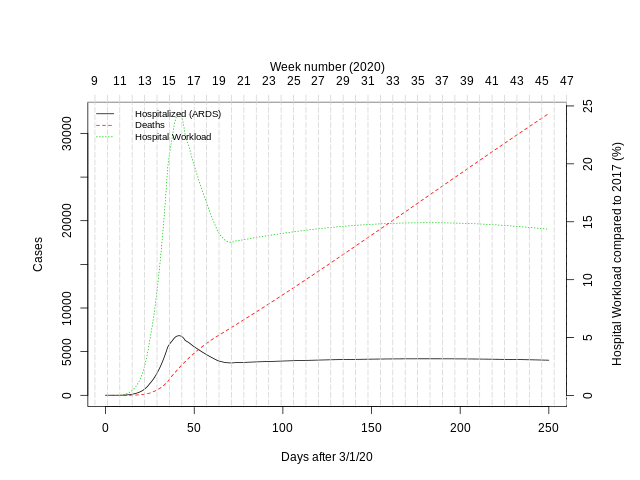 Week number (2020)
9 11 13 15 17 19 21 23 25 27 29 31 33 35 37 39 41 43 45 47
Hospitalized (ARDS)
Deaths
Hospital Workload
0 5000 10000 20000 30000
Cases
0 5 10 15 20 25
Hospital Workload compared to 2017 (%)
0 50 100 150 200 250
Days after 3/1/20